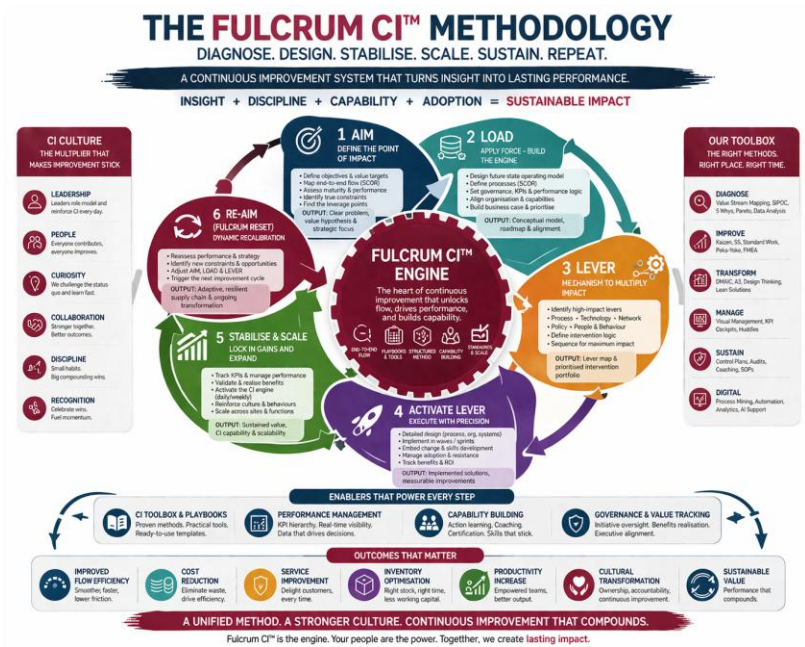 THE FULCRUM CI™ METHODOLOGY
DIAGNOSE. DESIGN. STABILISE. SCALE. SUSTAIN. REPEAT.
A CONTINUOUS IMPROVEMENT SYSTEM THAT TURNS INSIGHT INTO LASTING PERFORMANCE.
INSIGHT + DISCIPLINE + CAPABILITY + ADOPTION = SUSTAINABLE IMPACT
CI CULTURE
THE MULTIPLIER THAT
MAKES IMPROVEMENT STICK
LEADERSHIP
Leaders role model and
reinforce CI every day.
PEOPLE
Everyone contributes,
everyone improves.
CURIOSITY
We challenge the status
quo and learn fast.
COLLABORATION
Stronger together.
Better outcomes.
DISCIPLINE
Small habits.
Big compounding wins.
RECOGNITION
Celebrate wins.
Fuel momentum.
1 AIM
DEFINE THE POINT
OF IMPACT
• Define objectives & value targets
• Map end-to-end flow (SCOR)
• Assess maturity & performance
• Identify true constraints
• Find the leverage points
OUTPUT: Clear problem,
value hypothesis &
strategic focus
2 LOAD
APPLY FORCE – BUILD
THE ENGINE
• Design future state operating model
• Define processes (SCOR)
• Set governance, KPIs & performance logic
• Align organisation & capabilities
• Build business case & prioritise
OUTPUT: Conceptual model,
roadmap & alignment
3 LEVER
MECHANISM TO MULTIPLY
IMPACT
• Identify high-impact levers
• Process • Technology • Network
• Policy • People & Behaviour
• Define intervention logic
• Sequence for maximum impact
OUTPUT: Lever map &
prioritised intervention
portfolio
4 ACTIVATE LEVER
EXECUTE WITH PRECISION
• Detailed design (process, org, systems)
• Implement in waves / sprints
• Embed change & skills development
• Manage adoption & resistance
• Track benefits & ROI
OUTPUT: Implemented solutions,
measurable improvements
5 STABILISE & SCALE
LOCK IN GAINS AND
EXPAND
• Track KPIs & manage performance
• Validate & realise benefits
• Activate the CI engine
(daily/weekly)
• Reinforce culture & behaviours
• Scale across sites & functions
OUTPUT: Sustained value,
CI capability & scalability
6 RE-AIM
(FULCRUM RESET)
DYNAMIC RECALIBRATION
• Reassess performance & strategy
• Identify new constraints & opportunities
• Adjust AIM, LOAD & LEVER
• Trigger the next improvement cycle
OUTPUT: Adaptive, resilient
supply chain & ongoing
transformation
FULCRUM CI™
ENGINE
The heart of continuous
improvement that unlocks
flow, drives performance,
and builds capability.
END-TO-END
FLOW
PLAYBOOKS
& TOOLS
STRUCTURED
METHOD
CAPABILITY
BUILDING
STANDARDS
& SCALE
OUR TOOLBOX
THE RIGHT METHODS.
RIGHT PLACE. RIGHT TIME.
DIAGNOSE
Value Stream Mapping, SIPOC,
5 Whys, Pareto, Data Analysis
IMPROVE
Kaizen, 5S, Standard Work,
Poka-Yoke, FMEA
TRANSFORM
DMAIC, A3, Design Thinking,
Lean Solutions
MANAGE
Visual Management, KPI
Cockpits, Huddles
SUSTAIN
Control Plans, Audits,
Coaching, SOPs
DIGITAL
Process Mining, Automation,
Analytics, AI Support
ENABLERS THAT POWER EVERY STEP
CI TOOLBOX & PLAYBOOKS
Proven methods. Practical tools.
Ready-to-use templates.
PERFORMANCE MANAGEMENT
KPI hierarchy. Real-time visibility.
Data that drives decisions.
CAPABILITY BUILDING
Action learning, Coaching.
Certification. Skills that stick.
GOVERNANCE & VALUE TRACKING
Initiative oversight. Benefits realisation.
Executive alignment.
OUTCOMES THAT MATTER
IMPROVED
FLOW EFFICIENCY
Smoother, faster,
lower friction.
COST
REDUCTION
Eliminate waste,
drive efficiency.
SERVICE
IMPROVEMENT
Delight customers,
every time.
INVENTORY
OPTIMISATION
Right stock, right time,
less working capital.
PRODUCTIVITY
INCREASE
Empowered teams,
better output.
CULTURAL
TRANSFORMATION
Ownership, accountability,
continuous improvement.
SUSTAINABLE
VALUE
Performance that
compounds.
A UNIFIED METHOD. A STRONGER CULTURE. CONTINUOUS IMPROVEMENT THAT COMPOUNDS.
Fulcrum CI™ is the engine. Your people are the power. Together, we create lasting impact.